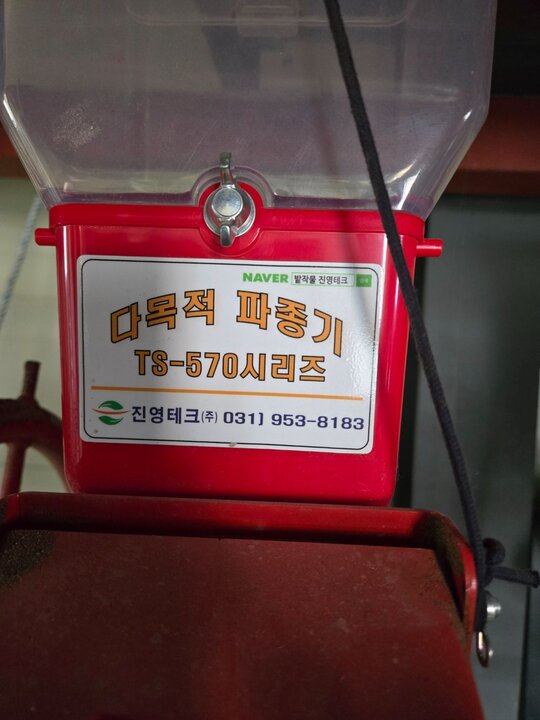 NAVER 밭작물 진영테크
다목적 파종기
TS-570시리즈
진영테크(주) 031) 953-8183